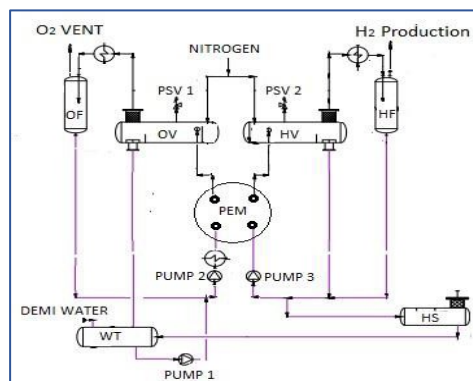 O2 VENT
H2 Production
NITROGEN
PSV 1
PSV 2
OF
HF
OV
HV
PEM
PUMP 2
PUMP 3
DEMI WATER
HS
WT
PUMP 1